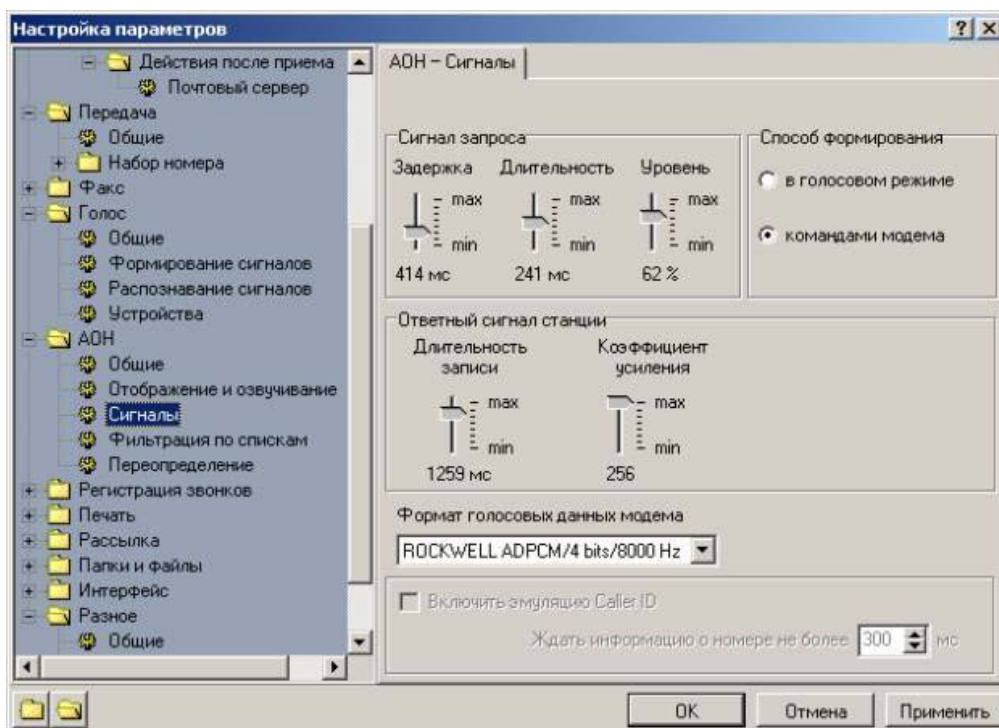 Настройка параметров
Действия после приема
Почтовый сервер
Передача
Общие
Набор номера
Факс
Голос
Общие
Формирование сигналов
Распознавание сигналов
Устройства
АОН
Общие
Отображение и озвучивание
Сигналы
Фильтрация по спискам
Переопределение
Регистрация звонков
Печать
Рассылка
Папки и файлы
Интерфейс
Разное
Общие
АОН – Сигналы
Сигнал запроса
Задержка Длительность Уровень
max max max
min min min
414 мс 241 мс 62 %
Способ формирования
в голосовом режиме
командами модема
Ответный сигнал станции
Длительность записи Коэффициент усиления
max max
min min
1259 мс 256
Формат голосовых данных модема
ROCKWELL ADPCM/4 bits/8000 Hz
Включить эмуляцию Caller ID
Ждать информацию о номере не более 300 мс
OK Отмена Применить